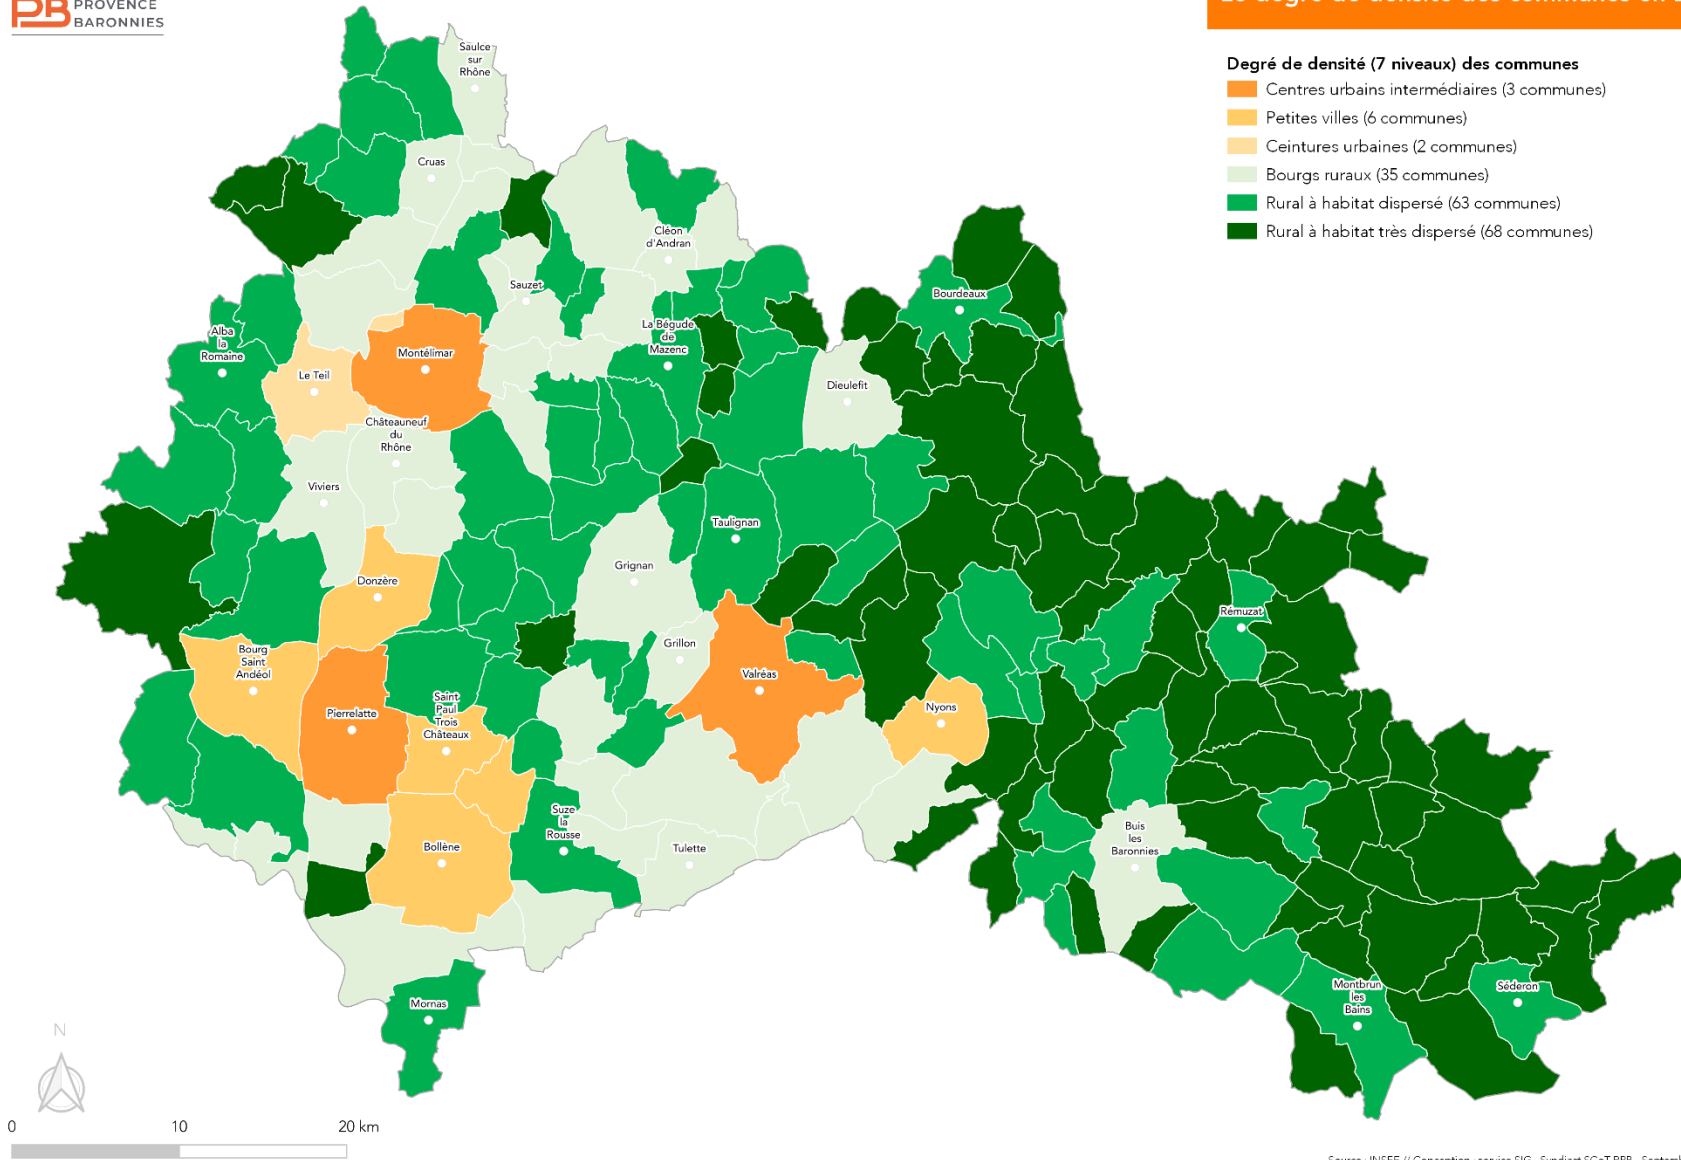 PROVENCE
BARONNIES
Degré de densité (7 niveaux) des communes
Centres urbains intermédiaires (3 communes)
Petites villes (6 communes)
Ceintures urbaines (2 communes)
Bourgs ruraux (35 communes)
Rural à habitat dispersé (63 communes)
Rural à habitat très dispersé (68 communes)
Saulce
sur
Rhône
Cruas
Cléon
d'Andran
Sauzet
Bourdeaux
Alba
la
Romaine
La Bégude
de
Mazenc
Montélimar
Le Teil
Dieulefit
Châteauneuf
du
Rhône
Viviers
Taulignan
Grignan
Donzère
Rémuzat
Grillon
Bourg
Saint
Andéol
Valréas
Saint
Paul
Trois
Châteaux
Pierrelatte
Nyons
Suze
la
Rousse
Buis
les
Baronnies
Bollène
Tulette
Montbrun
les
Bains
Séderon
Mornas
N
0 10 20 km